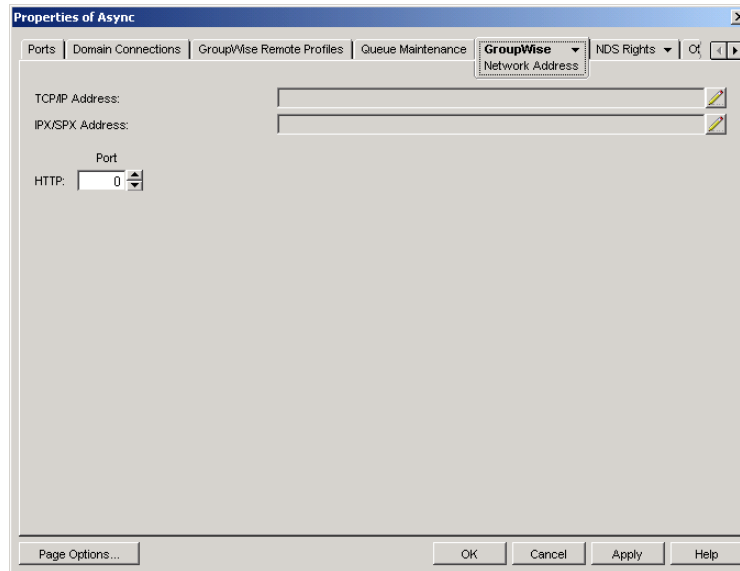 Properties of Async
Ports Domain Connections GroupWise Remote Profiles Queue Maintenance GroupWise NDS Rights
Network Address
TCP/IP Address:
IPX/SPX Address:
Port
HTTP: 0
Page Options... OK Cancel Apply Help